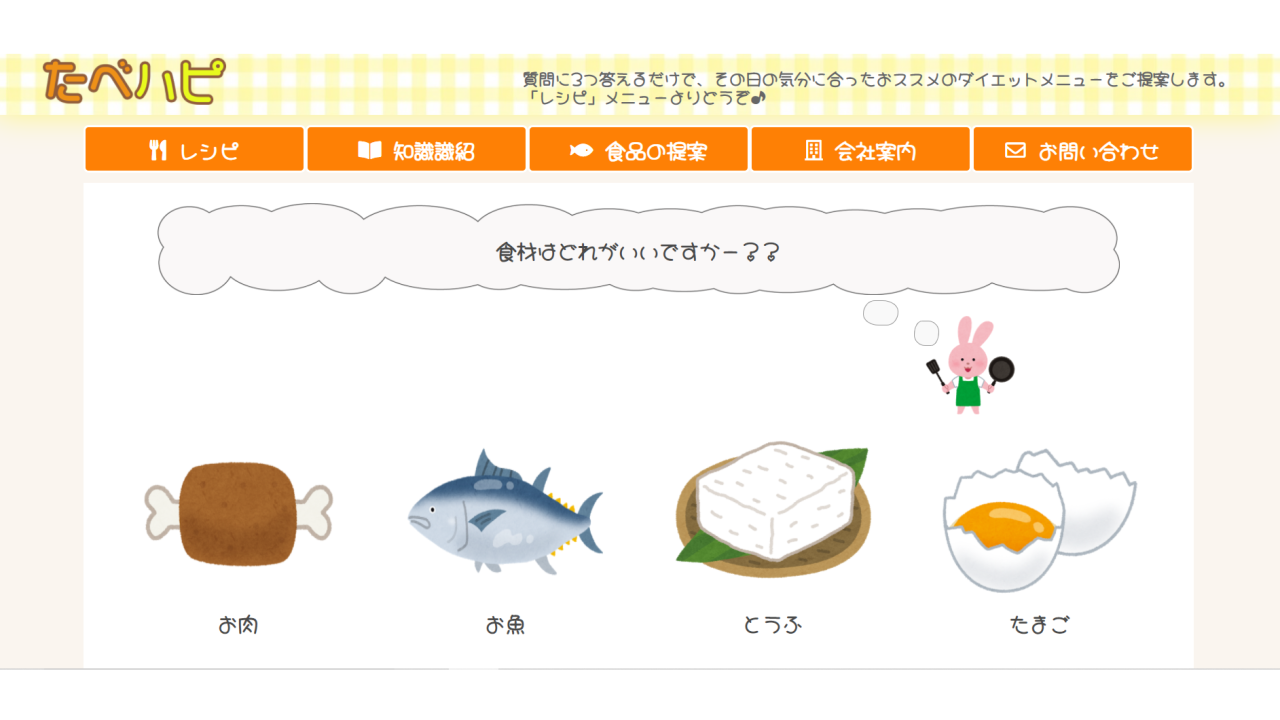 たべハピ
質問に3つ答えるだけで、その日の気分に合ったおススメのダイエットメニューをご提案します。
「レシピ」メニューよりどうぞ♪
レシピ
知識識紹
食品の提案
会社案内
お問い合わせ
食材はどれがいいですかー？？
お肉
お魚
とうふ
たまご